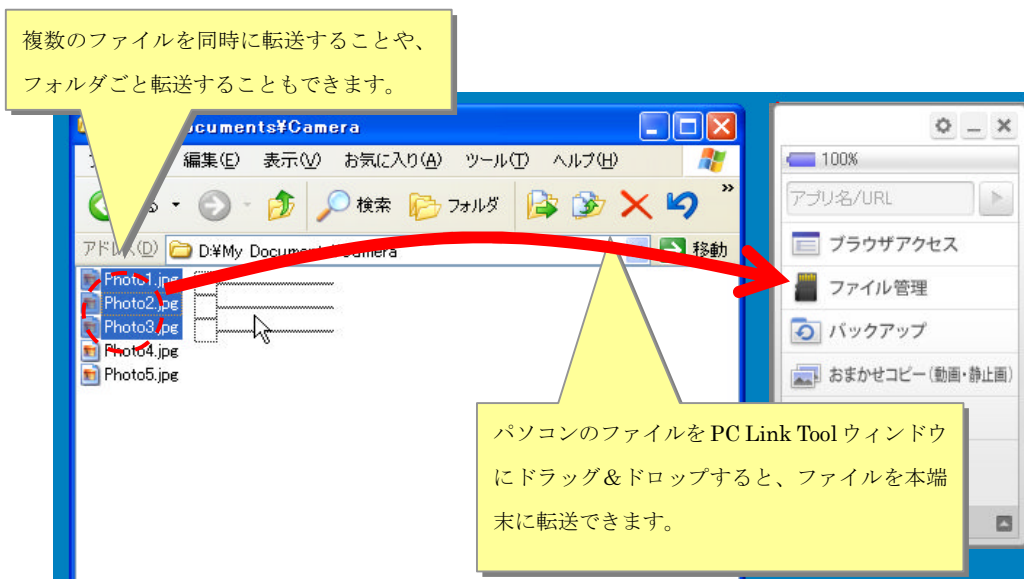 複数のファイルを同時に転送することや、
フォルダごと転送することもできます。
cuments¥Camera
編集(E) 表示(V) お気に入り(A) ツール(T) ヘルプ(H)
検索 フォルダ
»
アドレス(D) D:¥My Documents¥Camera 移動
Photo1.jpg
Photo2.jpg
Photo3.jpg
Photo4.jpg
Photo5.jpg
100%
アプリ名/URL
ブラウザアクセス
ファイル管理
バックアップ
おまかせコピー(動画・静止画)
パソコンのファイルを PC Link Tool ウィンドウ
にドラッグ＆ドロップすると、ファイルを本端
末に転送できます。